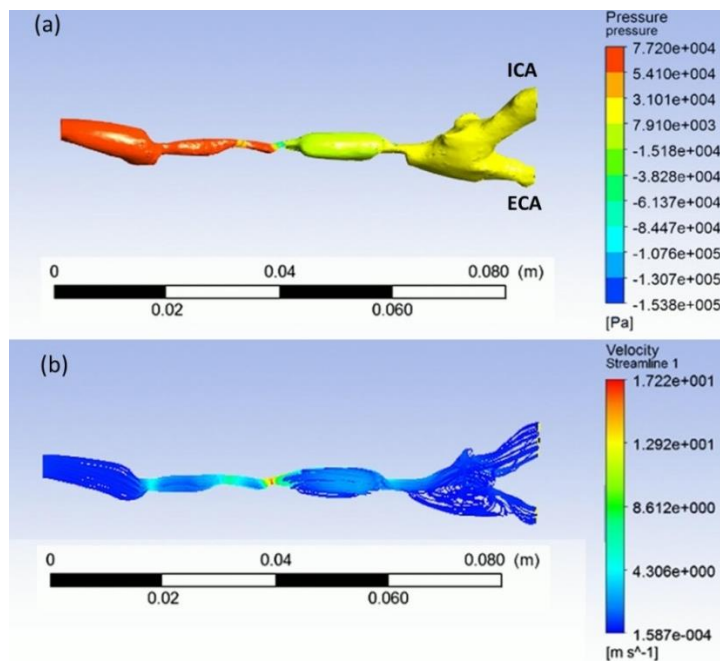 (a)
ICA
ECA
Pressure
pressure
7.720e+004
5.410e+004
3.101e+004
7.910e+003
-1.518e+004
-3.828e+004
-6.137e+004
-8.447e+004
-1.076e+005
-1.307e+005
-1.538e+005
[Pa]
0 0.04 0.080 (m)
0.02 0.060
(b)
Velocity
Streamline 1
1.722e+001
1.292e+001
8.612e+000
4.306e+000
1.587e-004
[m s^-1]
0 0.04 0.080 (m)
0.02 0.060